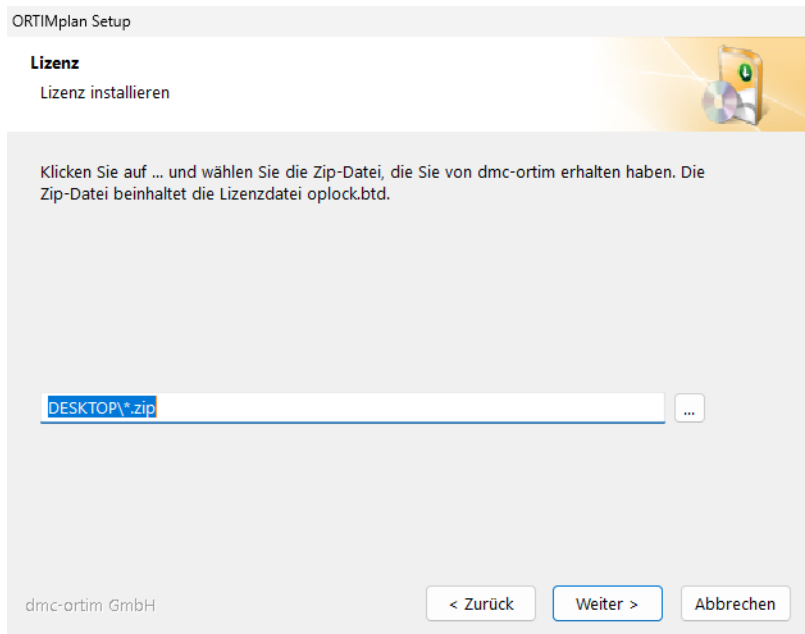 ORTIMplan Setup
Lizenz
Lizenz installieren
Klicken Sie auf ... und wählen Sie die Zip-Datei, die Sie von dmc-ortim erhalten haben. Die
Zip-Datei beinhaltet die Lizenzdatei oplock.btd.
DESKTOP\*.zip
...
dmc-ortim GmbH
< Zurück
Weiter >
Abbrechen